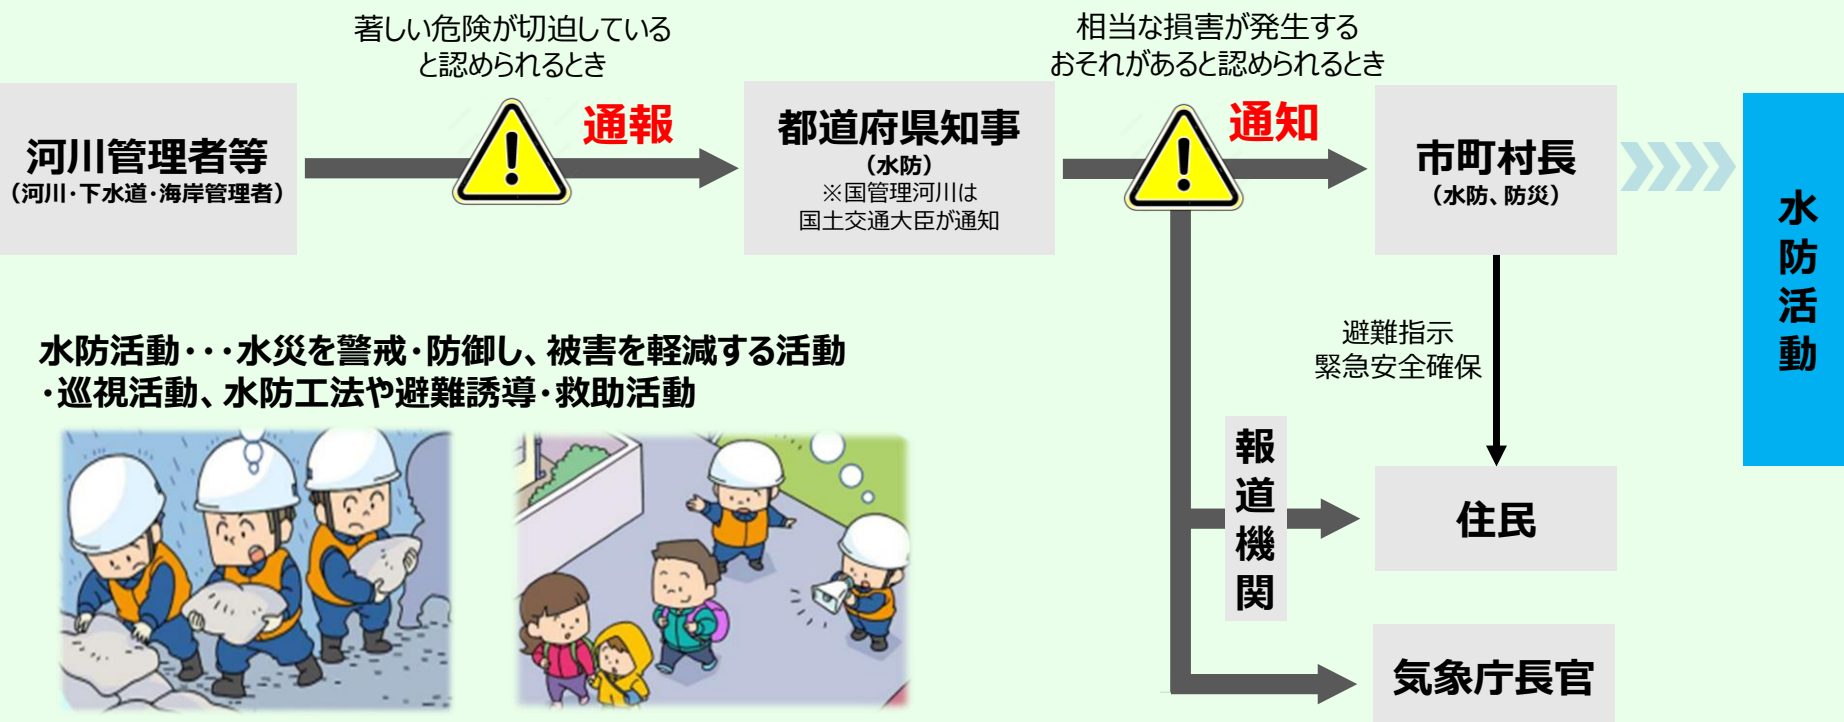 著しい危険が切迫している
と認められるとき
相当な損害が発生する
おそれがあると認められるとき
河川管理者等
（河川・下水道・海岸管理者）
通報
都道府県知事
（水防）
※国管理河川は
国土交通大臣が通知
通知
市町村長
（水防、防災）
水防活動
避難指示
緊急安全確保
水防活動・・・水災を警戒・防御し、被害を軽減する活動
・巡視活動、水防工法や避難誘導・救助活動
報道機関
住民
気象庁長官